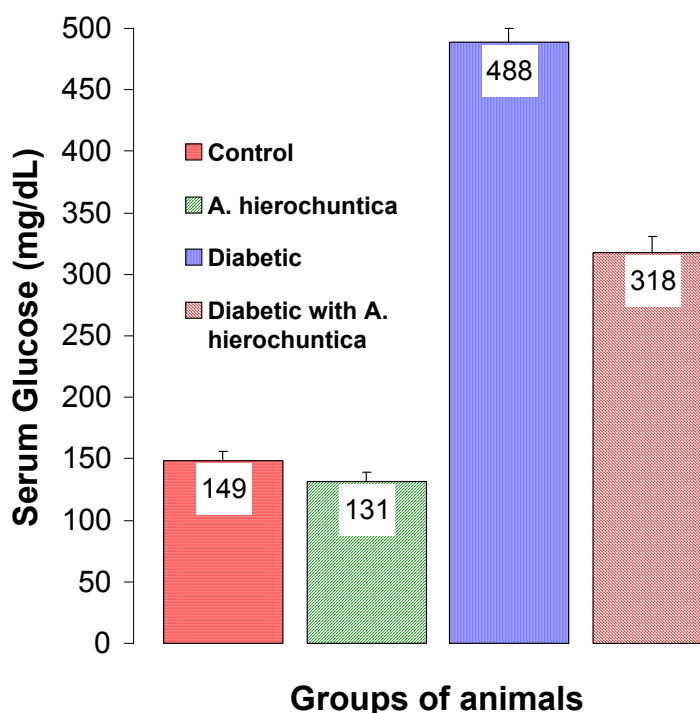 Serum Glucose (mg/dL)
500
450
400
350
300
250
200
150
100
50
0
Control
A. hierochuntica
Diabetic
Diabetic with A.
hierochuntica
149
131
488
318
Groups of animals